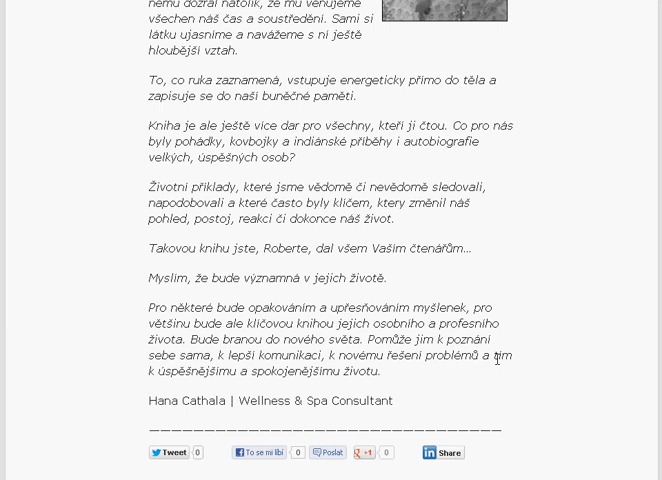 němu dozrál natolik, že mu věnujeme
všechen náš čas a soustředění. Sami si
látku ujasníme a navážeme s ní ještě
hloubější vztah.
To, co ruka zaznamená, vstupuje energeticky přímo do těla a
zapisuje se do naší buněčné paměti.
Kniha je ale ještě více dar pro všechny, kteří ji čtou. Co pro nás
byly pohádky, kovbojky a indiánské příběhy i autobiografie
velkých, úspěšných osob?
Životní příklady, které jsme vědomě či nevědomě sledovali,
napodobovali a které často byly klíčem, ktery změnil náš
pohled, postoj, reakci či dokonce náš život.
Takovou knihu jste, Roberte, dal všem Vaším čtenářům...
Myslím, že bude významná v jejich životě.
Pro některé bude opakováním a upřesňováním myšlenek, pro
většinu bude ale klíčovou knihou jejich osobního a profesního
života. Bude branou do nového světa. Pomůže jim k poznání
sebe sama, k lepší komunikaci, k novému řešení problémů a tím
k úspěšnějšímu a spokojenějšímu životu.
Hana Cathala | Wellness & Spa Consultant
Tweet 0 To se mi líbí 0 Poslat +1 0 in Share